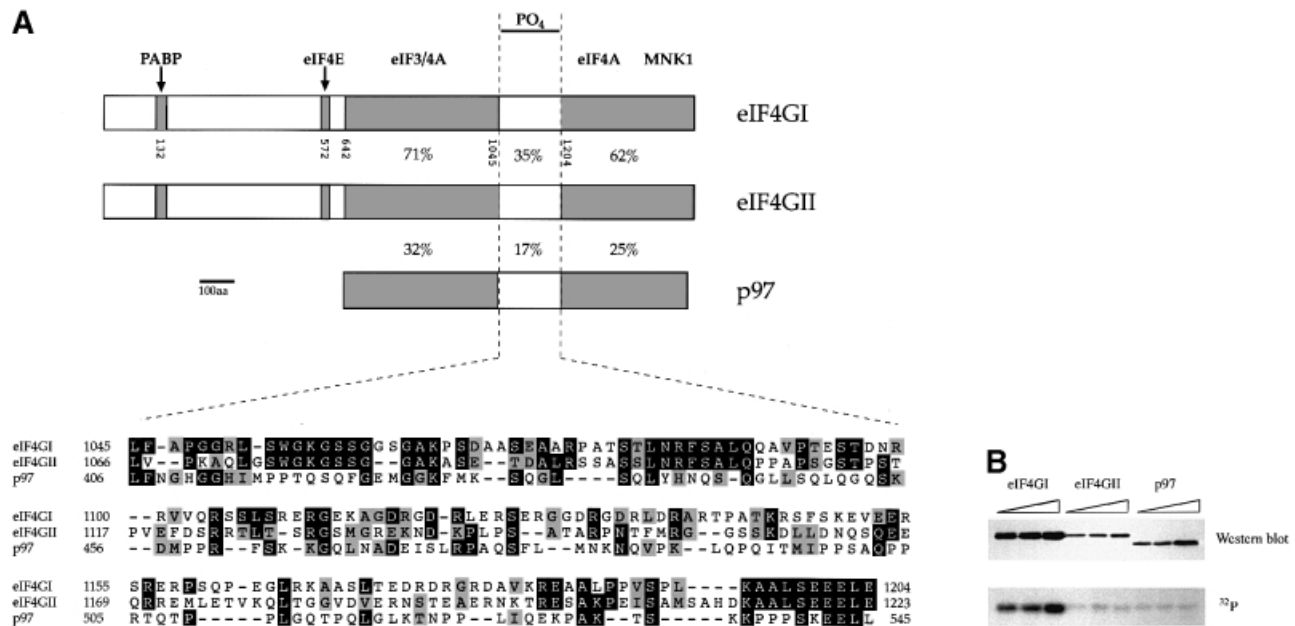 A
PO4
PABP eIF4E eIF3/4A eIF4A MNK1
eIF4GI
132 572 642 1045 1204
71% 35% 62%
eIF4GII
32% 17% 25%
100aa
p97
eIF4GI 1045 LF-APGGRL-SWGKGSSGGSGAKPSDAASEAARPATSTLNRFSALQQAVPTESTDNR
eIF4GII 1066 LV--PKAQLGSWGKGSSG--GAKASE--TDALRSSASSLNRFSALQPPAPSGSTPST
p97 406 LFNGHGGHIMPPTQSQFGEMGGKFMK--SQGL----SQLYHNQS-QGLLSQLQGQSK
eIF4GI 1100 --RVVQRSSLSRERGEKAGDRGD-RLERSERGGDRGDRLDRARTPATKRSFSKEVEER
eIF4GII 1117 PVEFDSRRTLT-SRGSMGREKND-KPLPS--ATARPNTFMRG--GSSKDLLDNQSQEE
p97 456 --DMPPR--FSK-KGQLNADEISLRPAQSFL--MNKNQVPK--LQPQITMIPPSAQPP
eIF4GI 1155 SRERPSQP-EGLRKAASLTEDRDRGRDAVKREAALPPVSPL----KAALSEEELE 1204
eIF4GII 1169 QRREMLETVKQLTGGVDVERNSTEAERNKTRESAKPEISAMSAHDKAALSEEELE 1223
p97 505 RTQTP-----PLGQTPQLGLKTNPP--LIQEKPAK-TS-----KKPPPSKEELL 545
B
eIF4GI eIF4GII p97
Western blot
32P